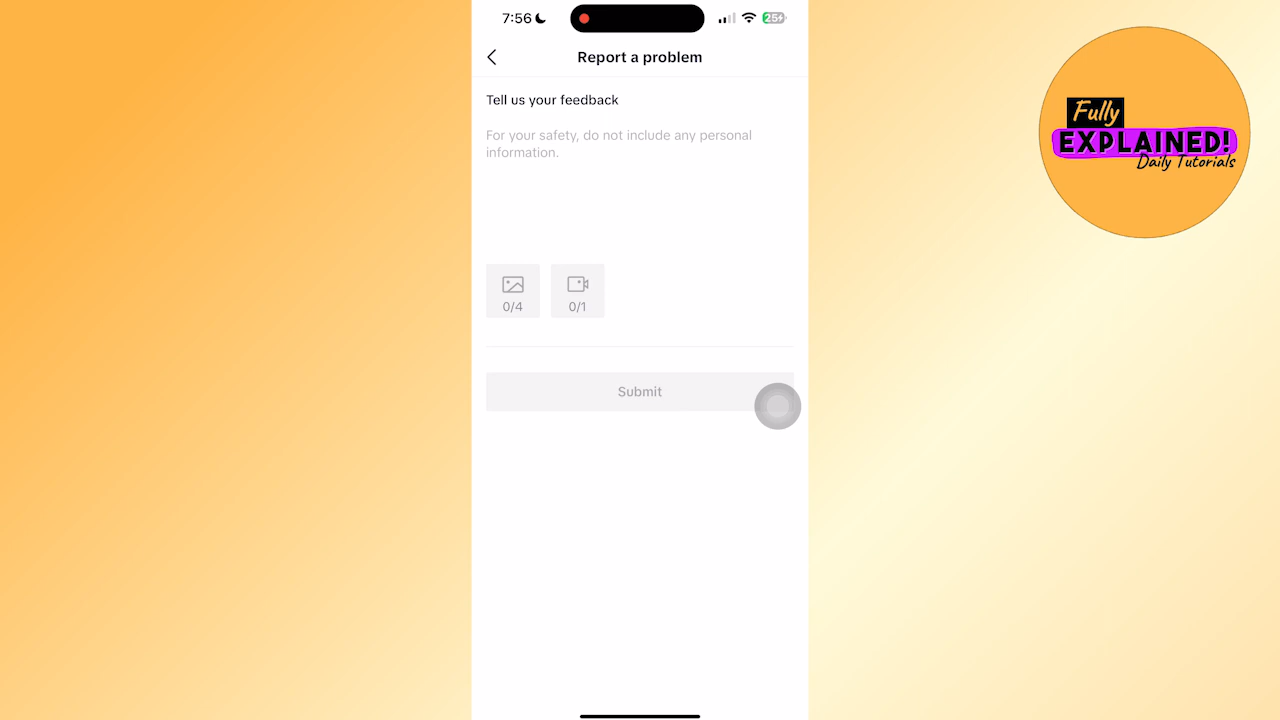 7:56
25
Report a problem
Tell us your feedback
For your safety, do not include any personal
information.
0/4
0/1
Submit
Fully
EXPLAINED!
Daily Tutorials